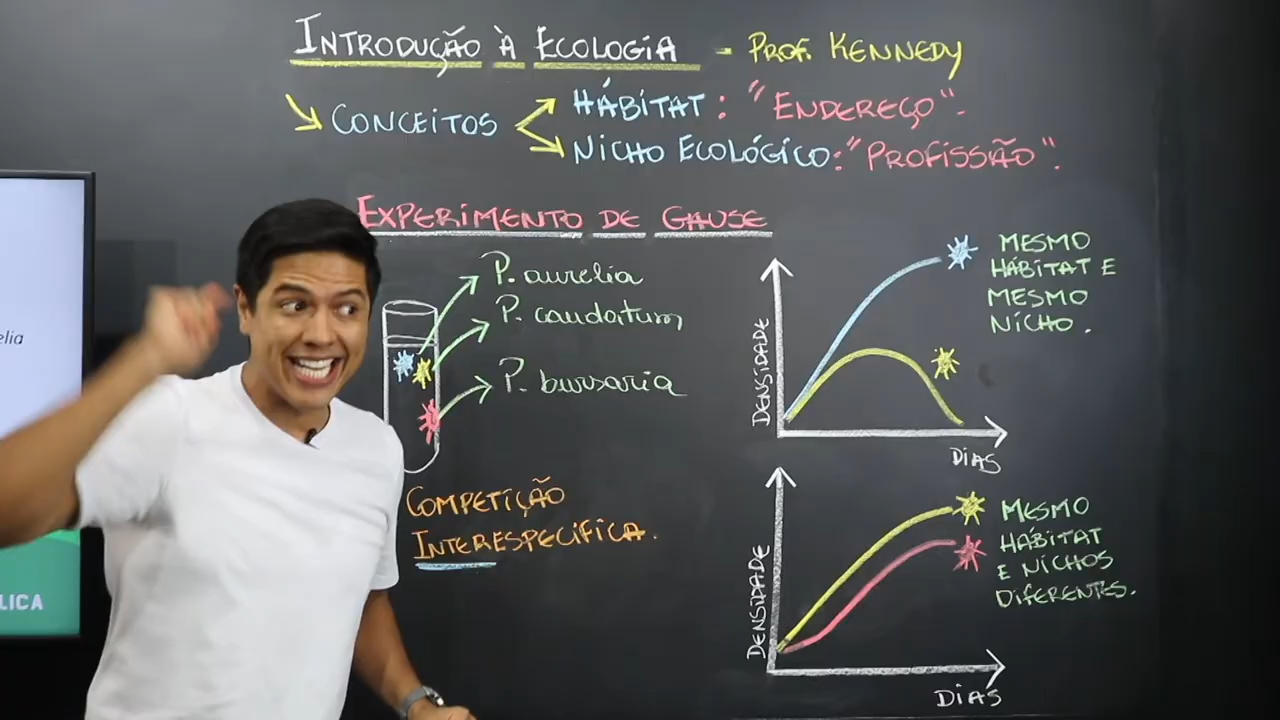 INTRODUÇÃO À ECOLOGIA - PROF. KENNEDY
CONCEITOS
HÁBITAT: "ENDEREÇO".
NICHO ECOLÓGICO: "PROFISSÃO".
EXPERIMENTO DE GAUSE
P. aurelia
P. caudatum
P. bursaria
COMPETIÇÃO
INTERESPECÍFICA.
DENSIDADE
DIAS
MESMO
HÁBITAT E
MESMO
NICHO.
DENSIDADE
DIAS
MESMO
HÁBITAT
E NICHOS
DIFERENTES.
elia
LICA